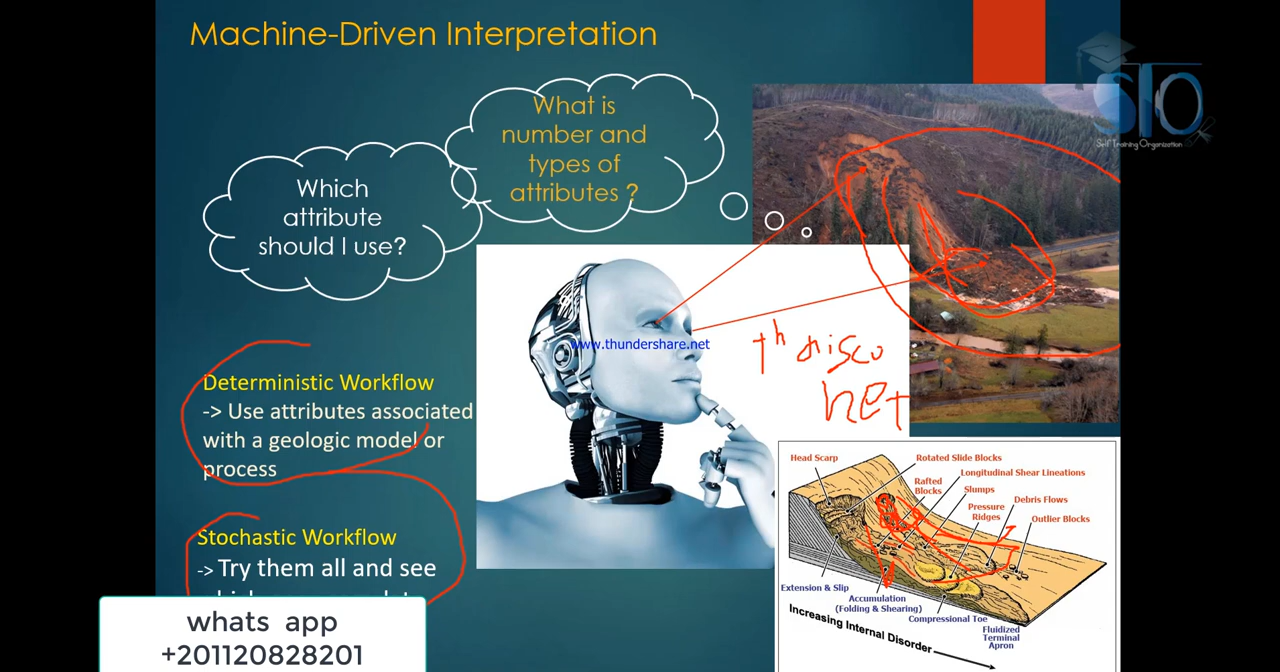 Machine-Driven Interpretation
STO
Self Training Organization
What is
number and
types of
attributes ?
Which
attribute
should I use?
www.thundershare.net
disco
het
Deterministic Workflow
-> Use attributes associated
with a geologic model or
process
Stochastic Workflow
-> Try them all and see
whats app
+201120828201
Head Scarp
Rotated Slide Blocks
Longitudinal Shear Lineations
Rafted
Blocks
Slumps
Pressure
Ridges
Debris Flows
Outlier Blocks
Extension & Slip
Accumulation
(Folding & Shearing)
Compressional Toe
Fluidized
Terminal
Apron
Increasing Internal Disorder